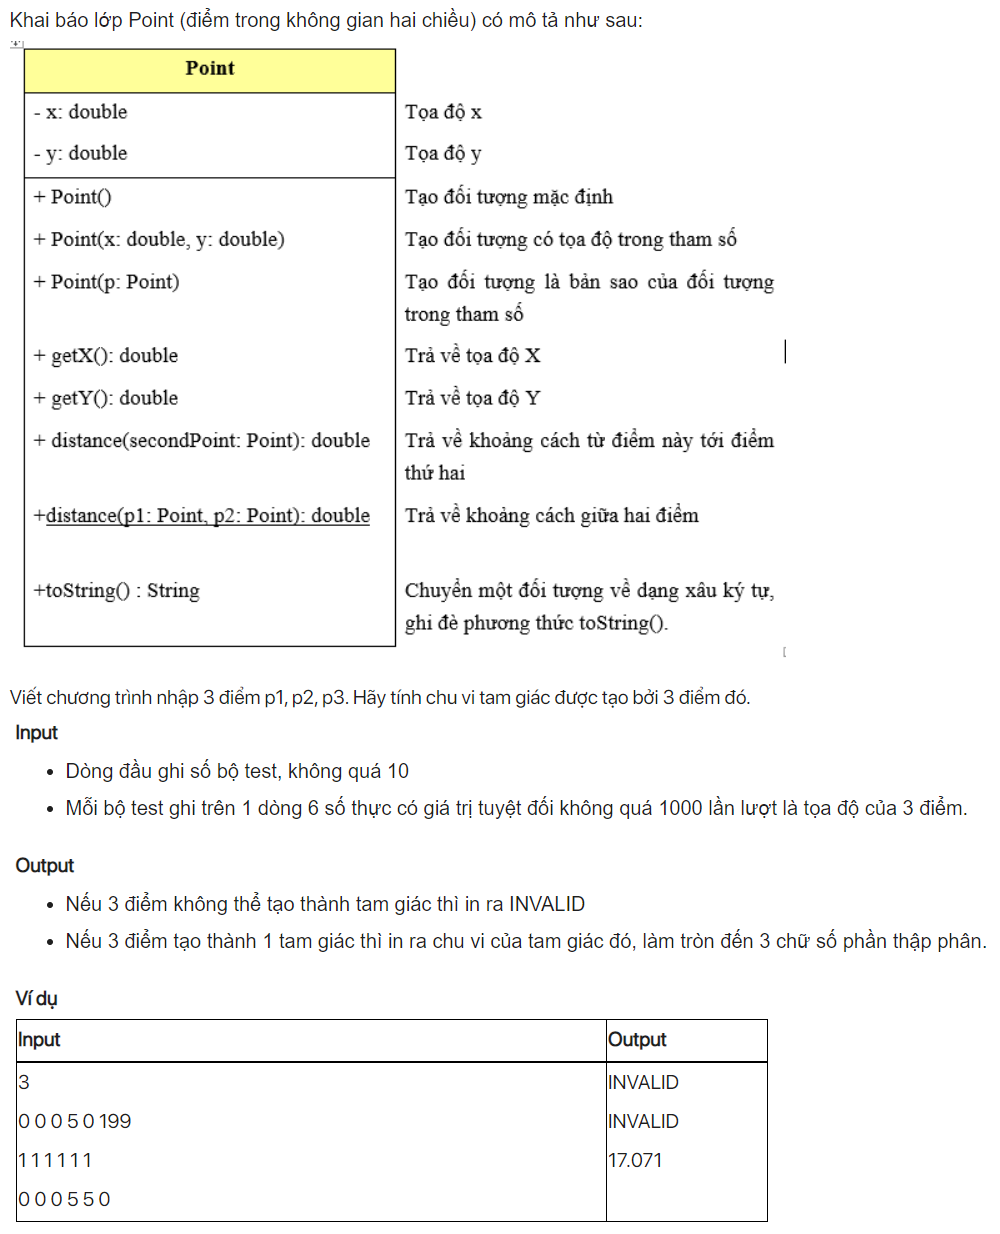 Khai báo lớp Point (điểm trong không gian hai chiều) có mô tả như sau:
Point
- x: double Tọa độ x
- y: double Tọa độ y
+ Point() Tạo đối tượng mặc định
+ Point(x: double, y: double) Tạo đối tượng có tọa độ trong tham số
+ Point(p: Point) Tạo đối tượng là bản sao của đối tượng
trong tham số
+ getX(): double Trả về tọa độ X
+ getY(): double Trả về tọa độ Y
+ distance(secondPoint: Point): double Trả về khoảng cách từ điểm này tới điểm
thứ hai
+distance(p1: Point, p2: Point): double Trả về khoảng cách giữa hai điểm
+toString() : String Chuyển một đối tượng về dạng xâu ký tự,
ghi đè phương thức toString().
Viết chương trình nhập 3 điểm p1, p2, p3. Hãy tính chu vi tam giác được tạo bởi 3 điểm đó.
Input
• Dòng đầu ghi số bộ test, không quá 10
• Mỗi bộ test ghi trên 1 dòng 6 số thực có giá trị tuyệt đối không quá 1000 lần lượt là tọa độ của 3 điểm.
Output
• Nếu 3 điểm không thể tạo thành tam giác thì in ra INVALID
• Nếu 3 điểm tạo thành 1 tam giác thì in ra chu vi của tam giác đó, làm tròn đến 3 chữ số phần thập phân.
Ví dụ
Input Output
3 INVALID
0 0 0 5 0 199 INVALID
1 1 1 1 1 1 17.071
0 0 0 5 5 0